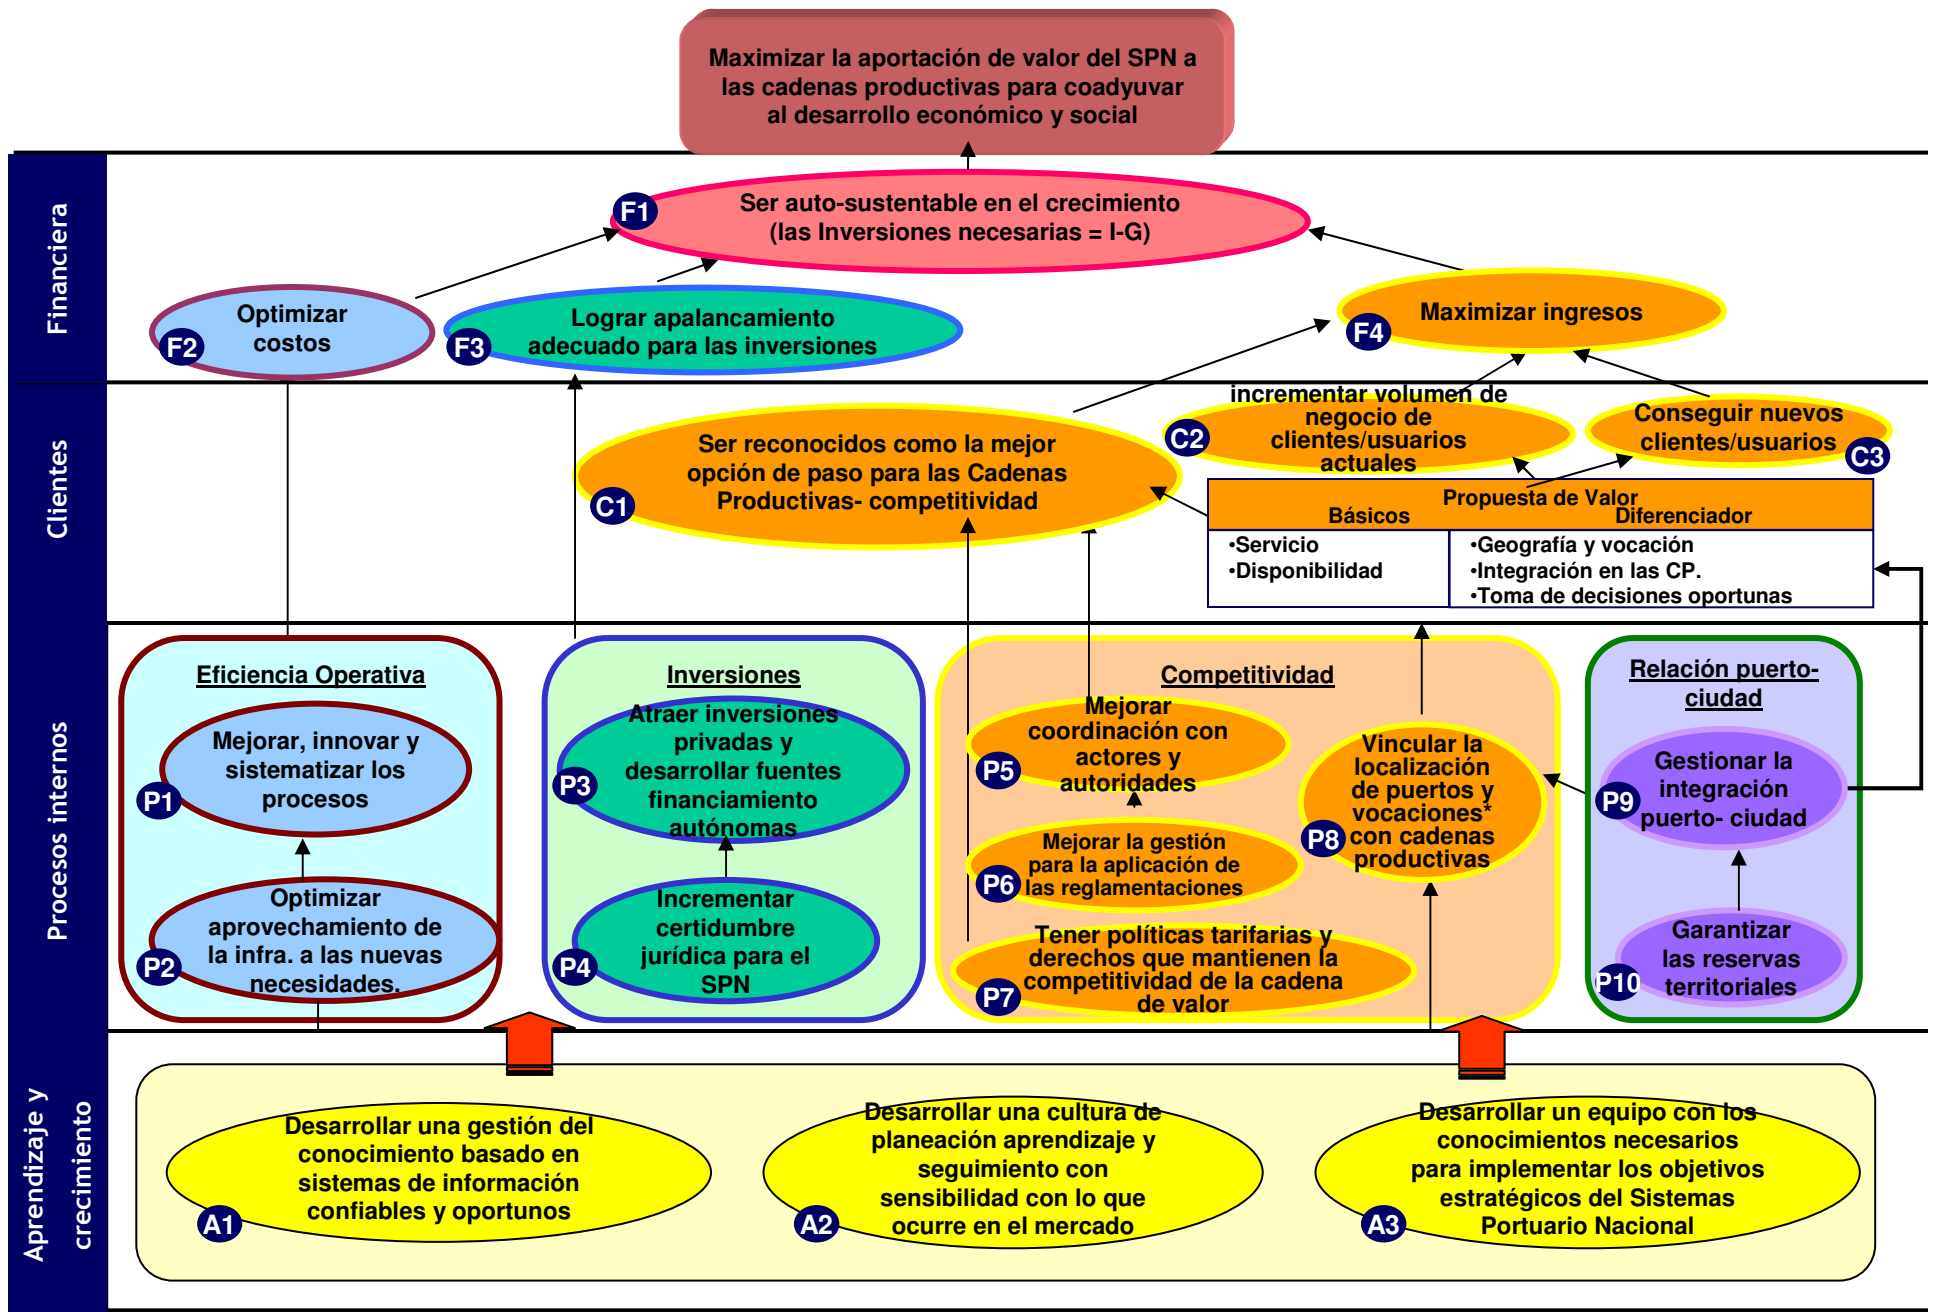 Maximizar la aportación de valor del SPN a
las cadenas productivas para coadyuvar
al desarrollo económico y social
Financiera
F1
Ser auto-sustentable en el crecimiento
(las Inversiones necesarias = I-G)
F2
Optimizar
costos
F3
Lograr apalancamiento
adecuado para las inversiones
F4
Maximizar ingresos
Clientes
C1
Ser reconocidos como la mejor
opción de paso para las Cadenas
Productivas- competitividad
C2
incrementar volumen de
negocio de
clientes/usuarios
actuales
C3
Conseguir nuevos
clientes/usuarios
Propuesta de Valor
Básicos
Diferenciador
•Servicio
•Disponibilidad
•Geografía y vocación
•Integración en las CP.
•Toma de decisiones oportunas
Procesos internos
Eficiencia Operativa
P1
Mejorar, innovar y
sistematizar los
procesos
P2
Optimizar
aprovechamiento de
la infra. a las nuevas
necesidades.
Inversiones
P3
Atraer inversiones
privadas y
desarrollar fuentes
financiamiento
autónomas
P4
Incrementar
certidumbre
jurídica para el
SPN
Competitividad
P5
Mejorar
coordinación con
actores y
autoridades
P6
Mejorar la gestión
para la aplicación de
las reglamentaciones
P7
Tener políticas tarifarias y
derechos que mantienen la
competitividad de la cadena
de valor
P8
Vincular la
localización
de puertos y
vocaciones*
con cadenas
productivas
Relación puerto-
ciudad
P9
Gestionar la
integración
puerto- ciudad
P10
Garantizar
las reservas
territoriales
Aprendizaje y
crecimiento
A1
Desarrollar una gestión del
conocimiento basado en
sistemas de información
confiables y oportunos
A2
Desarrollar una cultura de
planeación aprendizaje y
seguimiento con
sensibilidad con lo que
ocurre en el mercado
A3
Desarrollar un equipo con los
conocimientos necesarios
para implementar los objetivos
estratégicos del Sistemas
Portuario Nacional